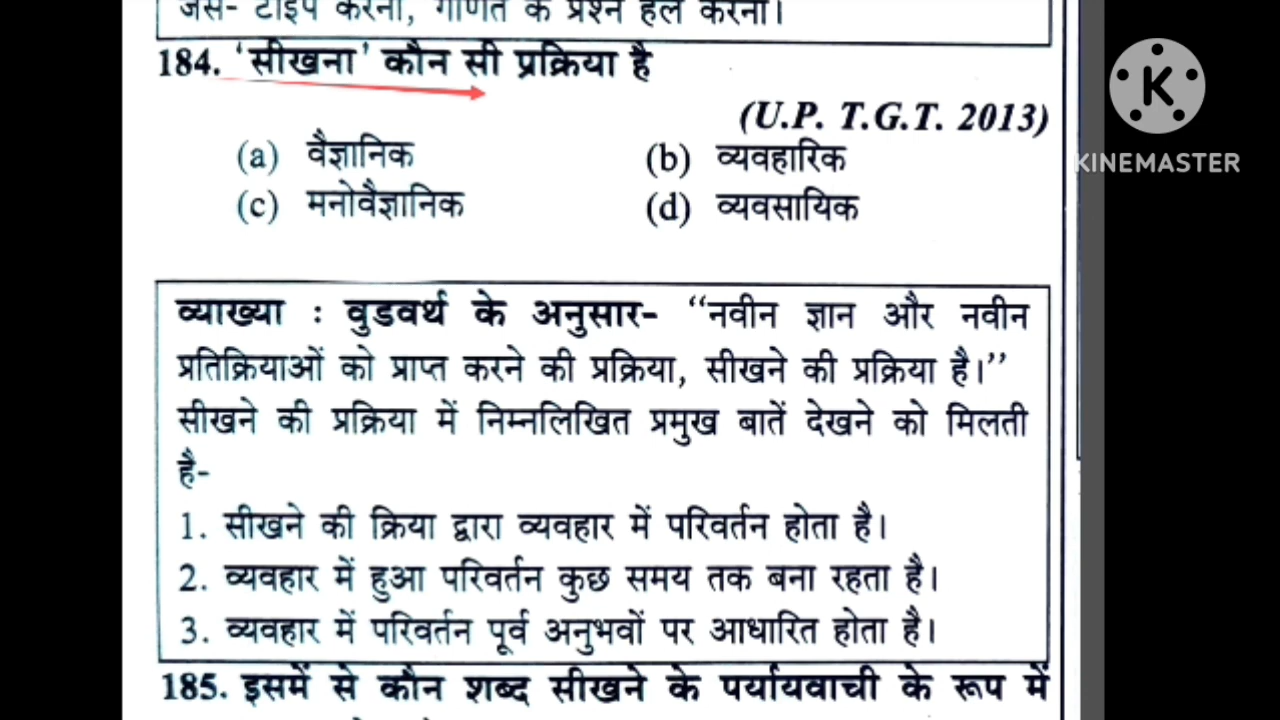 जैसे- टाइप करना, गणित के प्रश्न हल करना।
184. 'सीखना' कौन सी प्रक्रिया है
(U.P. T.G.T. 2013)
(a) वैज्ञानिक (b) व्यवहारिक
(c) मनोवैज्ञानिक (d) व्यवसायिक
K
KINEMASTER
व्याख्या : वुडवर्थ के अनुसार- ‘‘नवीन ज्ञान और नवीन
प्रतिक्रियाओं को प्राप्त करने की प्रक्रिया, सीखने की प्रक्रिया है।’’
सीखने की प्रक्रिया में निम्नलिखित प्रमुख बातें देखने को मिलती
है-
1. सीखने की क्रिया द्वारा व्यवहार में परिवर्तन होता है।
2. व्यवहार में हुआ परिवर्तन कुछ समय तक बना रहता है।
3. व्यवहार में परिवर्तन पूर्व अनुभवों पर आधारित होता है।
185. इसमें से कौन शब्द सीखने के पर्यायवाची के रूप में